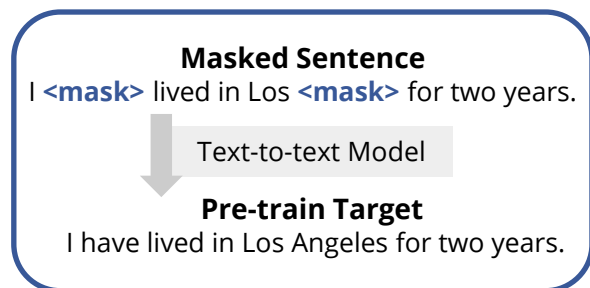 Masked Sentence
I <mask> lived in Los <mask> for two years.
Text-to-text Model
Pre-train Target
I have lived in Los Angeles for two years.